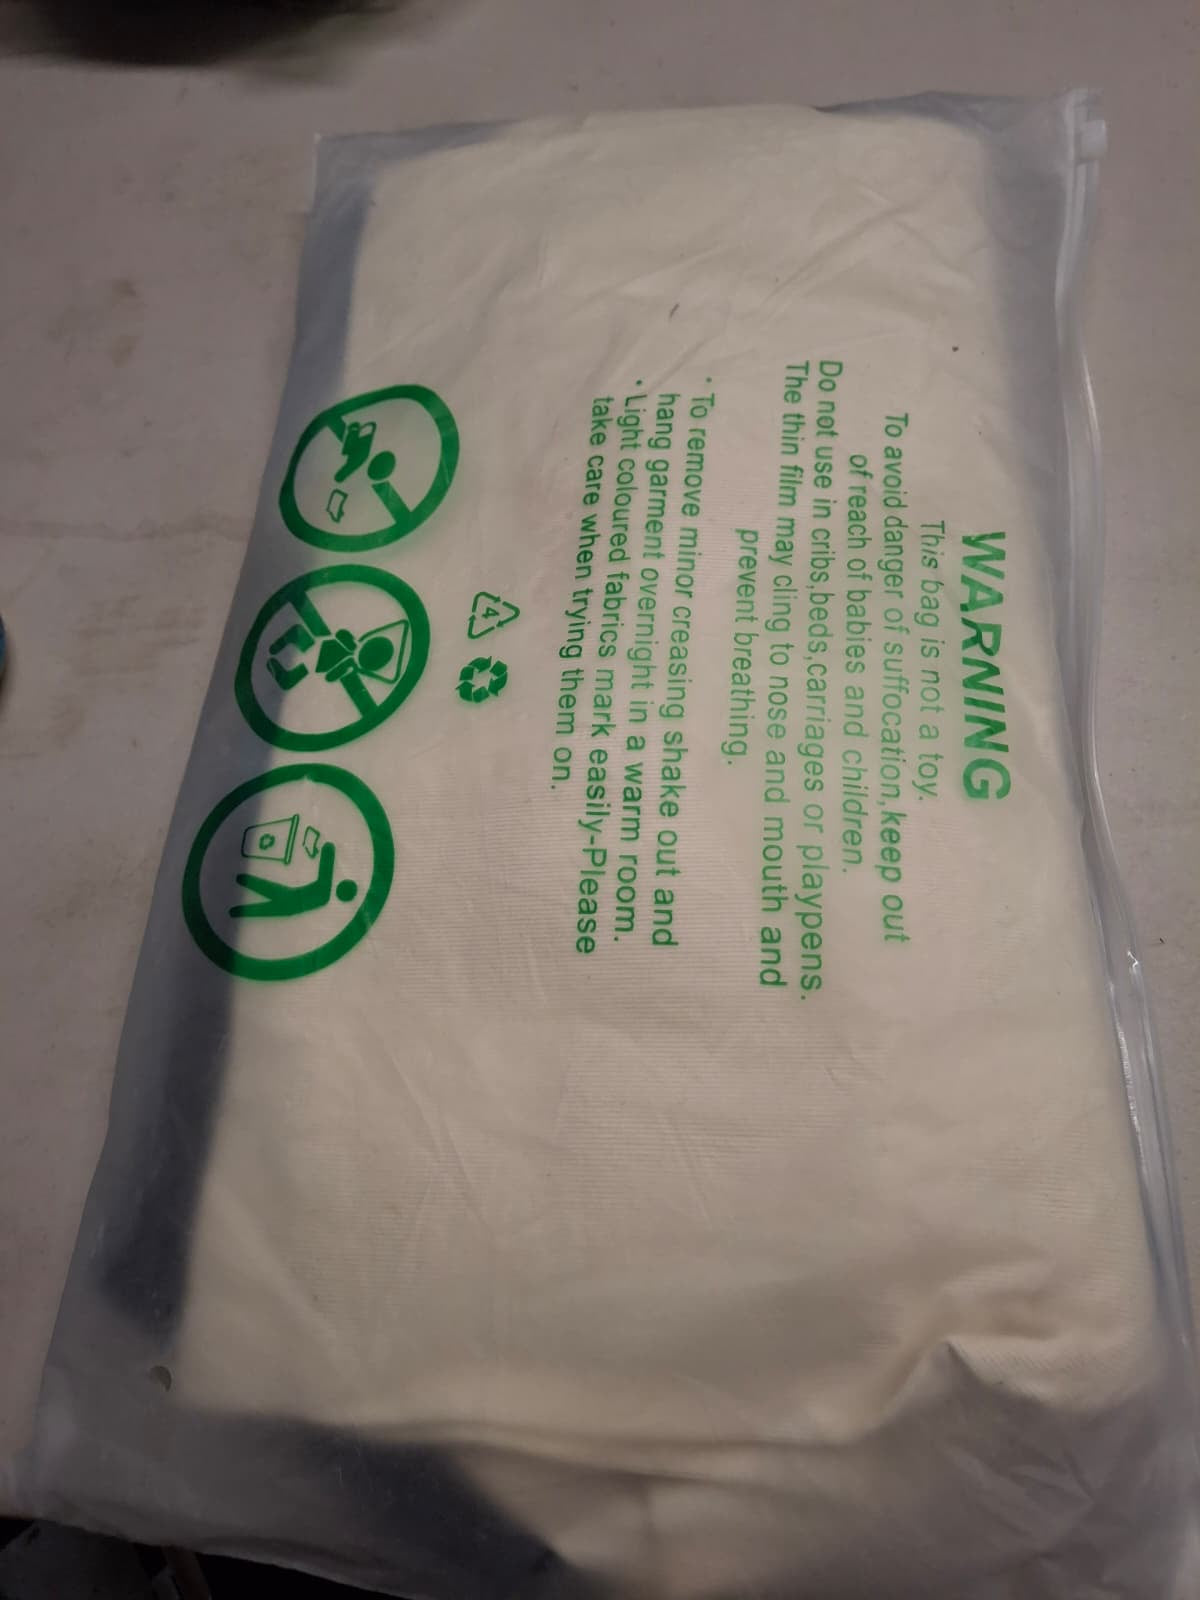 WARNING
This bag is not a toy.
To avoid danger of suffocation,keep out
of reach of babies and children.
Do not use in cribs,beds,carriages or playpens.
The thin film may cling to nose and mouth and
prevent breathing.
· To remove minor creasing shake out and
hang garment overnight in a warm room.
· Light coloured fabrics mark easily-Please
take care when trying them on.
4